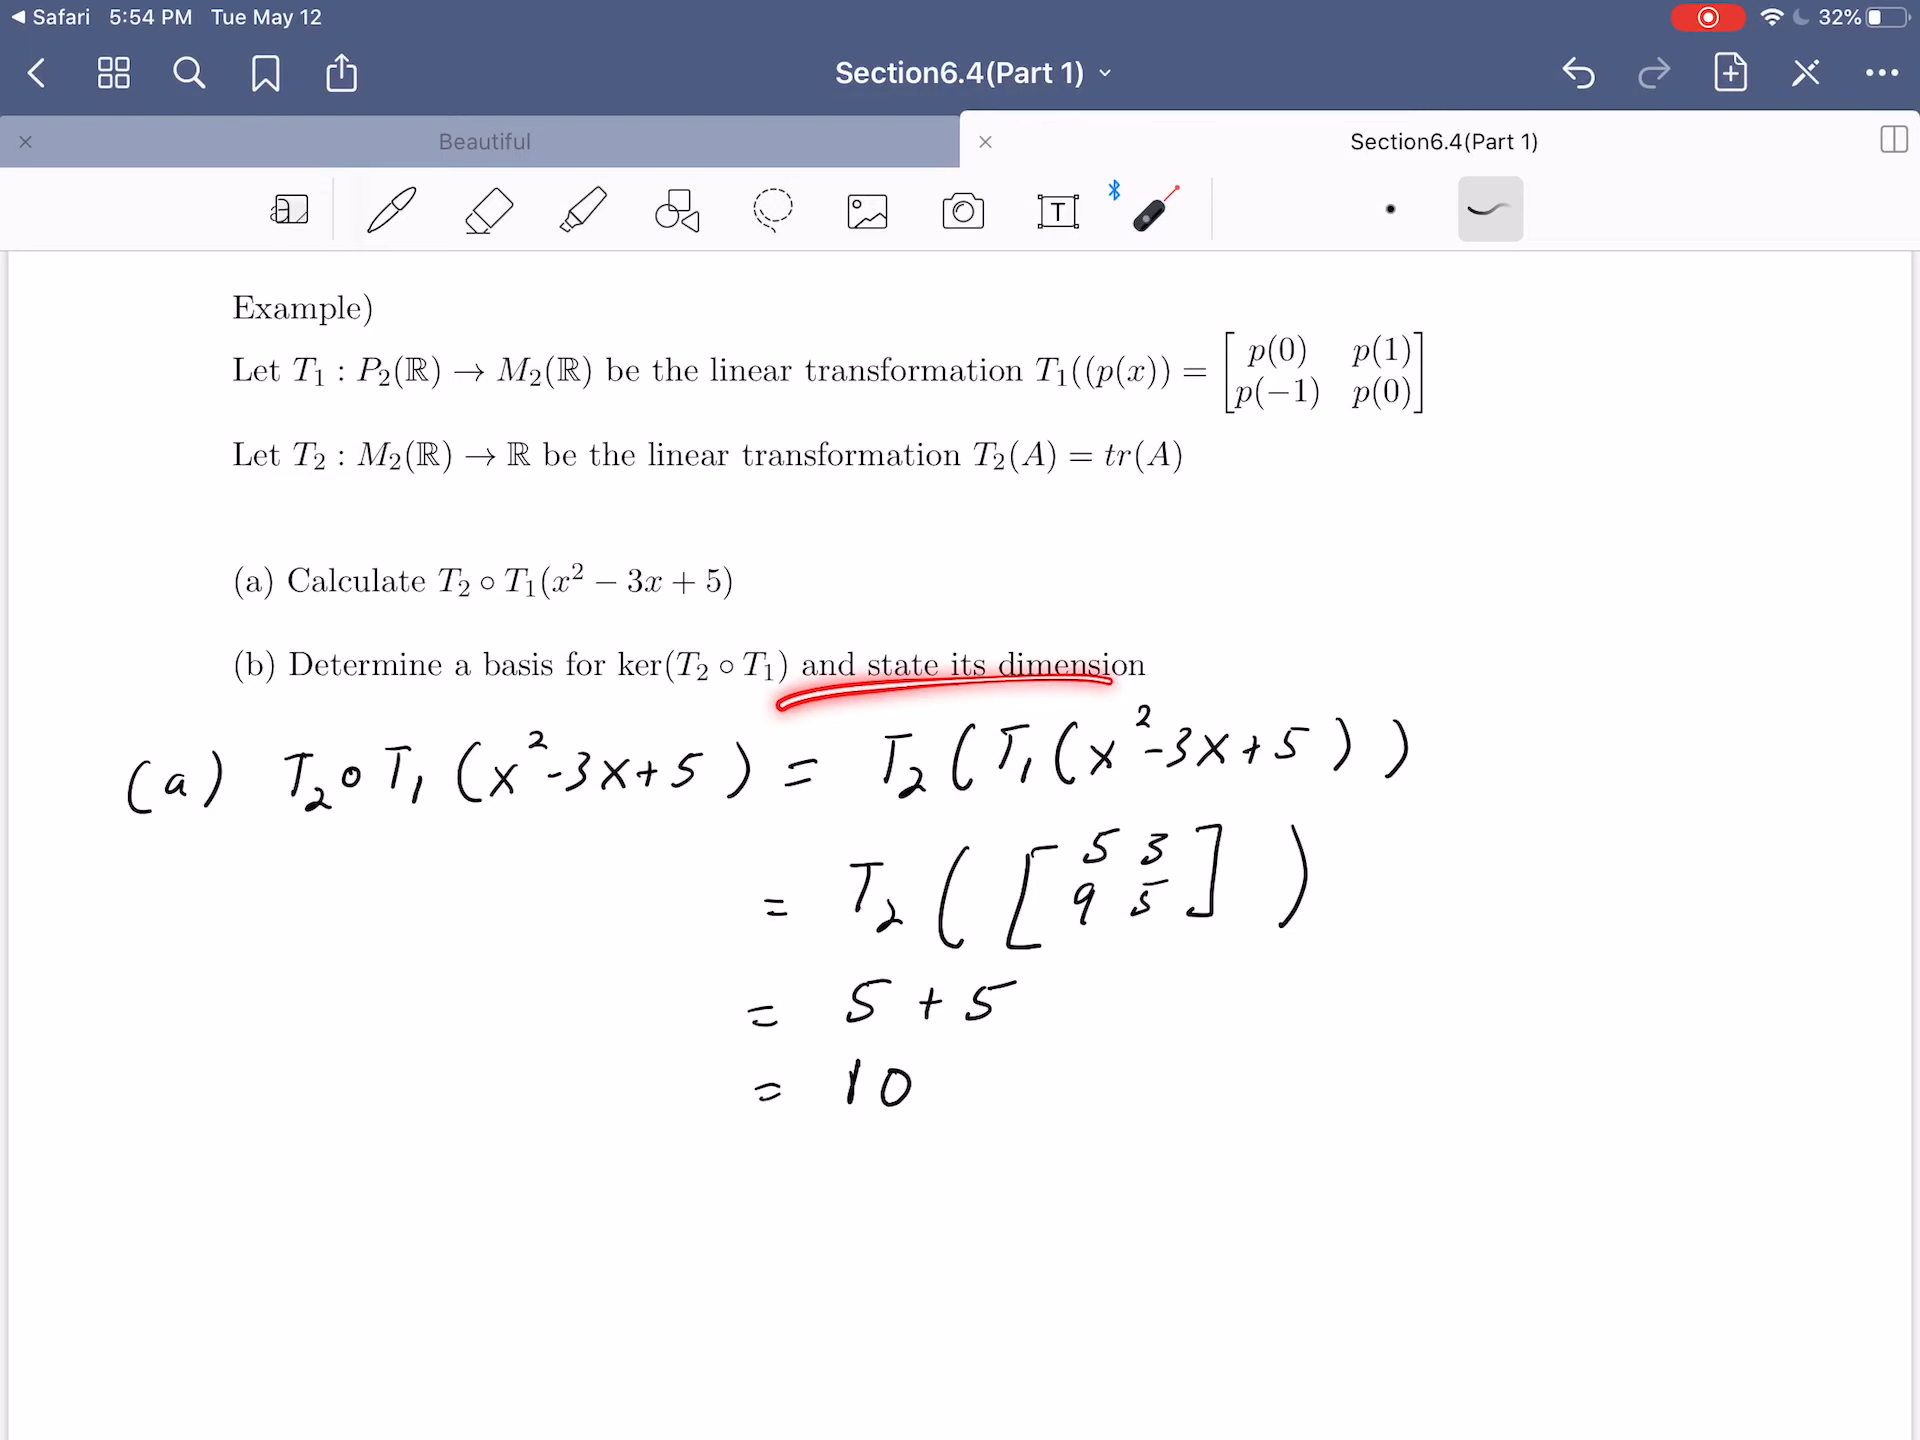 Safari 5:54 PM Tue May 12 32%
Section6.4(Part 1)
Beautiful Section6.4(Part 1)
a T
Example)
Let T₁ : P₂(ℝ) → M₂(ℝ) be the linear transformation T₁((p(x)) = [p(0) p(1)
p(−1) p(0)]
Let T₂ : M₂(ℝ) → ℝ be the linear transformation T₂(A) = tr(A)
(a) Calculate T₂ ∘ T₁(x² − 3x + 5)
(b) Determine a basis for ker(T₂ ∘ T₁) and state its dimension
(a) T₂ ∘ T₁ (x²-3x+5) = T₂ (T₁ (x²-3x+5))
= T₂ ([5 3
9 5])
= 5 + 5
= 10